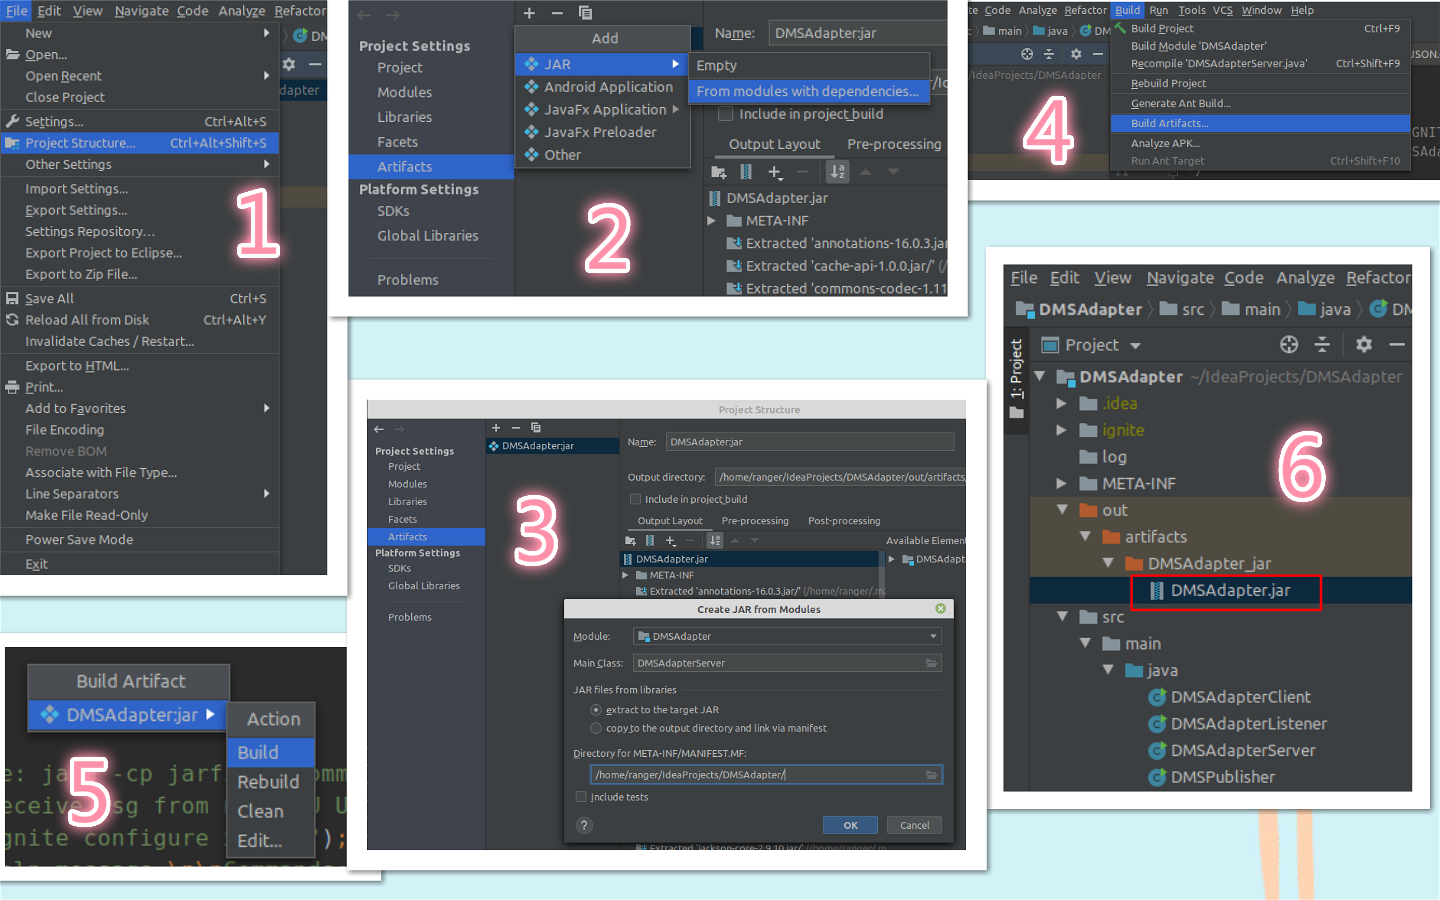 File Edit View Navigate Code Analyze Refactor
New
Open...
Open Recent
Close Project
Settings... Ctrl+Alt+S
Project Structure... Ctrl+Alt+Shift+S
Other Settings
Import Settings...
Export Settings...
Settings Repository...
Export Project to Eclipse...
Export to Zip File...
Save All Ctrl+S
Reload All from Disk Ctrl+Alt+Y
Invalidate Caches / Restart...
Export to HTML...
Print...
Add to Favorites
File Encoding
Remove BOM
Associate with File Type...
Line Separators
Make File Read-Only
Power Save Mode
Exit
DM
dapter
1
Project Settings
Project
Modules
Libraries
Facets
Artifacts
Platform Settings
SDKs
Global Libraries
Problems
Add
JAR
Android Application
JavaFx Application
JavaFx Preloader
Other
Empty
From modules with dependencies...
Name: DMSAdapter:jar
Include in project build
Output Layout Pre-processing
DMSAdapter.jar
META-INF
Extracted 'annotations-16.0.3.jar
Extracted 'cache-api-1.0.0.jar/' (/
Extracted 'commons-codec-1.11
2
Project Structure
Project Settings
Project
Modules
Libraries
Facets
Artifacts
Platform Settings
SDKs
Global Libraries
Problems
DMSAdapter:jar
Name: DMSAdapter:jar
Output directory: /home/ranger/IdeaProjects/DMSAdapter/out/artifacts
Include in project build
Output Layout Pre-processing Post-processing
Available Elemen
DMSAdapter.jar
DMSAdapt
META-INF
Extracted 'annotations-16.0.3.jar/' (/home/ranger/.m
Create JAR from Modules
Module: DMSAdapter
Main Class: DMSAdapterServer
JAR files from libraries
extract to the target JAR
copy to the output directory and link via manifest
Directory for META-INF/MANIFEST.MF:
/home/ranger/IdeaProjects/DMSAdapter/
Include tests
? OK Cancel
Extracted 'jackson-core-2.9.10.jar/' (/home/ranger/.m
3
te Code Analyze Refactor Build Run Tools VCS Window Help
main java DMS
/IdeaProjects/DMSAdapter
Build Project Ctrl+F9
Build Module 'DMSAdapter'
Recompile 'DMSAdapterServer.java' Ctrl+Shift+F9
Rebuild Project
Generate Ant Build...
Build Artifacts...
Analyze APK...
Run Ant Target Ctrl+Shift+F10
JSON.
GNIT
SAd
11 */
4
Build Artifact
DMSAdapter:jar
Action
Build
Rebuild
Clean
Edit...
5
File Edit View Navigate Code Analyze Refactor
DMSAdapter src main java DM
1: Project
Project
DMSAdapter ~/IdeaProjects/DMSAdapter
.idea
ignite
log
META-INF
out
artifacts
DMSAdapter_jar
DMSAdapter.jar
src
main
java
DMSAdapterClient
DMSAdapterListener
DMSAdapterServer
DMSPublisher
6